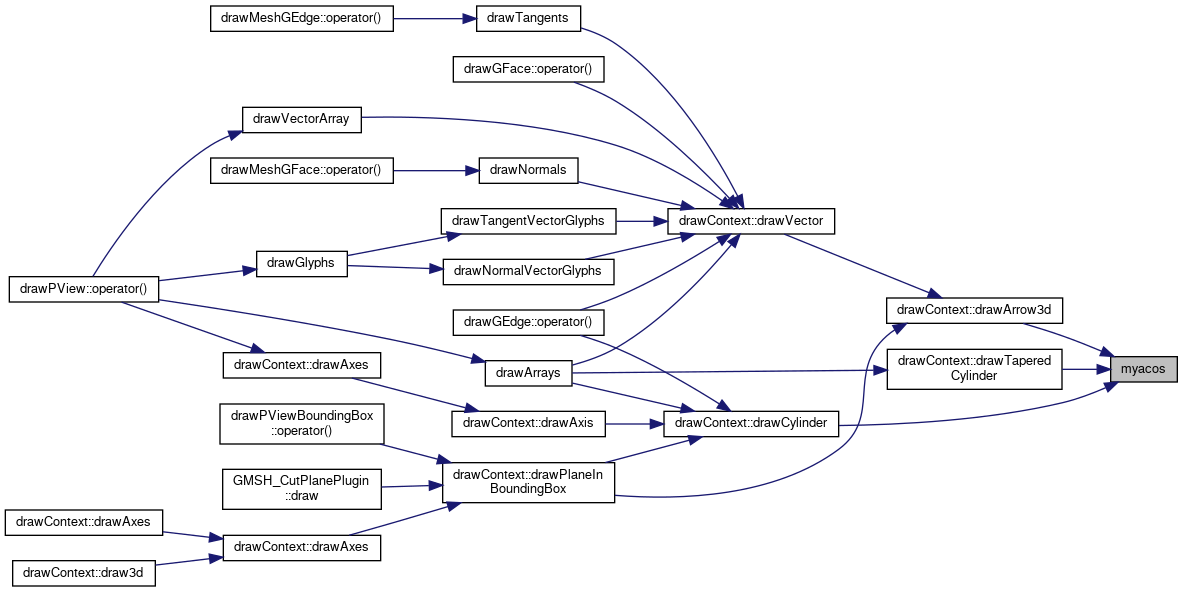 drawMeshGEdge::operator()
drawTangents
drawGFace::operator()
drawVectorArray
drawMeshGFace::operator()
drawNormals
drawTangentVectorGlyphs
drawContext::drawVector
drawGlyphs
drawNormalVectorGlyphs
drawPView::operator()
drawContext::drawArrow3d
drawGEdge::operator()
drawContext::drawAxes
drawArrays
drawContext::drawTapered
Cylinder
myacos
drawPViewBoundingBox
::operator()
drawContext::drawAxis
drawContext::drawCylinder
GMSH_CutPlanePlugin
::draw
drawContext::drawPlaneIn
BoundingBox
drawContext::drawAxes
drawContext::drawAxes
drawContext::draw3d